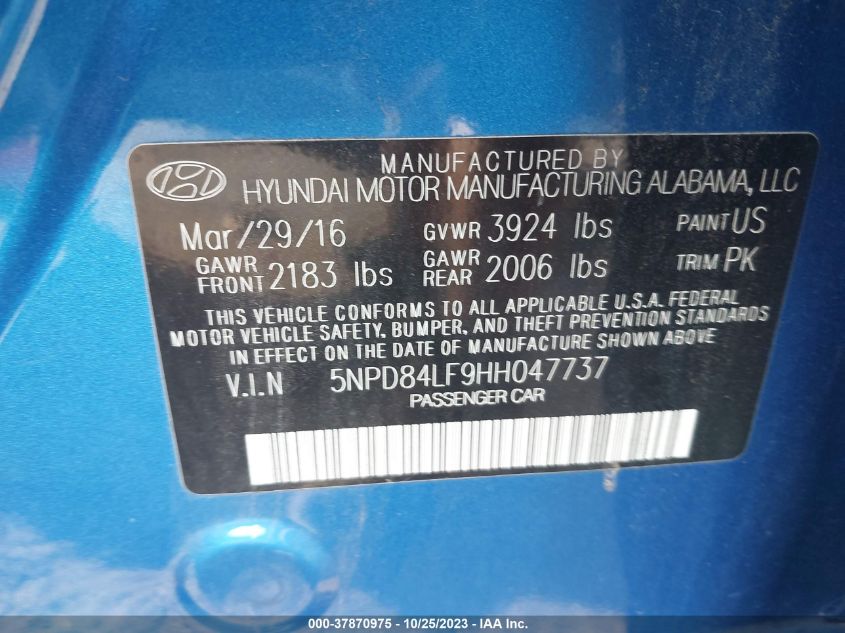 MANUFACTURED BY
HYUNDAI MOTOR MANUFACTURING ALABAMA, LLC
Mar/29/16 GVWR 3924 lbs PAINT US
GAWR FRONT 2183 lbs GAWR REAR 2006 lbs TRIM PK
THIS VEHICLE CONFORMS TO ALL APPLICABLE U.S.A. FEDERAL
MOTOR VEHICLE SAFETY, BUMPER, AND THEFT PREVENTION STANDARDS
IN EFFECT ON THE DATE OF MANUFACTURE SHOWN ABOVE
V.I.N 5NPD84LF9HH047737
PASSENGER CAR
000-37870975 - 10/25/2023 - IAAI Inc.